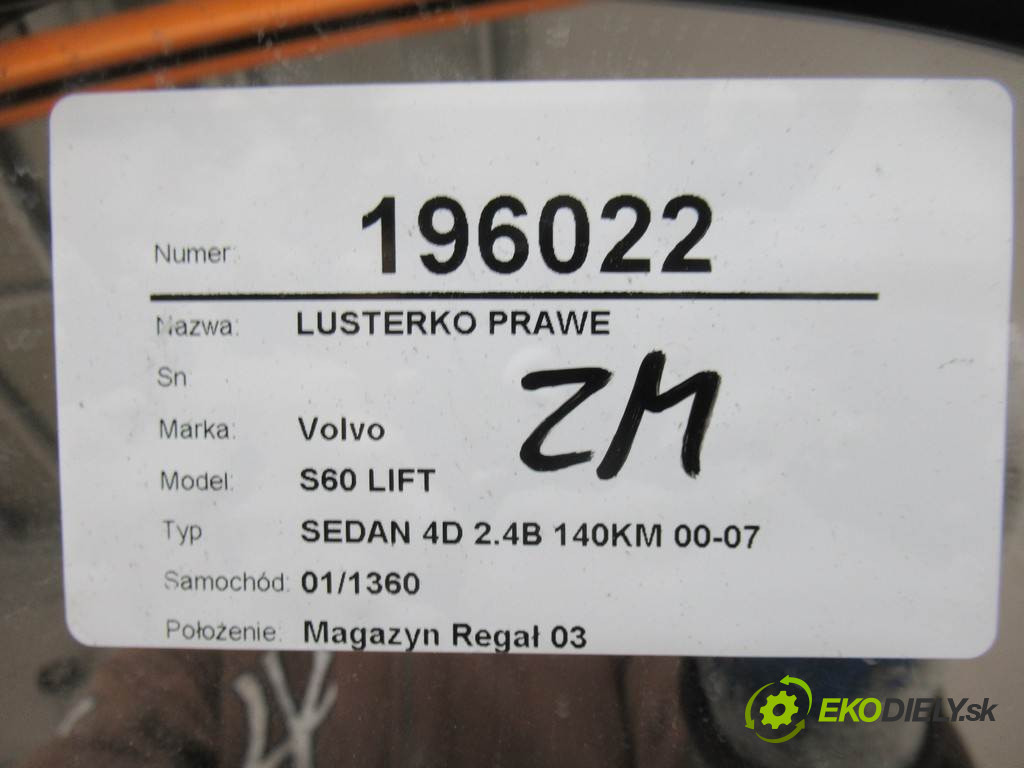 Numer: 196022
Nazwa: LUSTERKO PRAWE
Sn
ZM
Marka: Volvo
Model: S60 LIFT
Typ SEDAN 4D 2.4B 140KM 00-07
Samochód: 01/1360
Położenie: Magazyn Regał 03
EKODIELY.sk